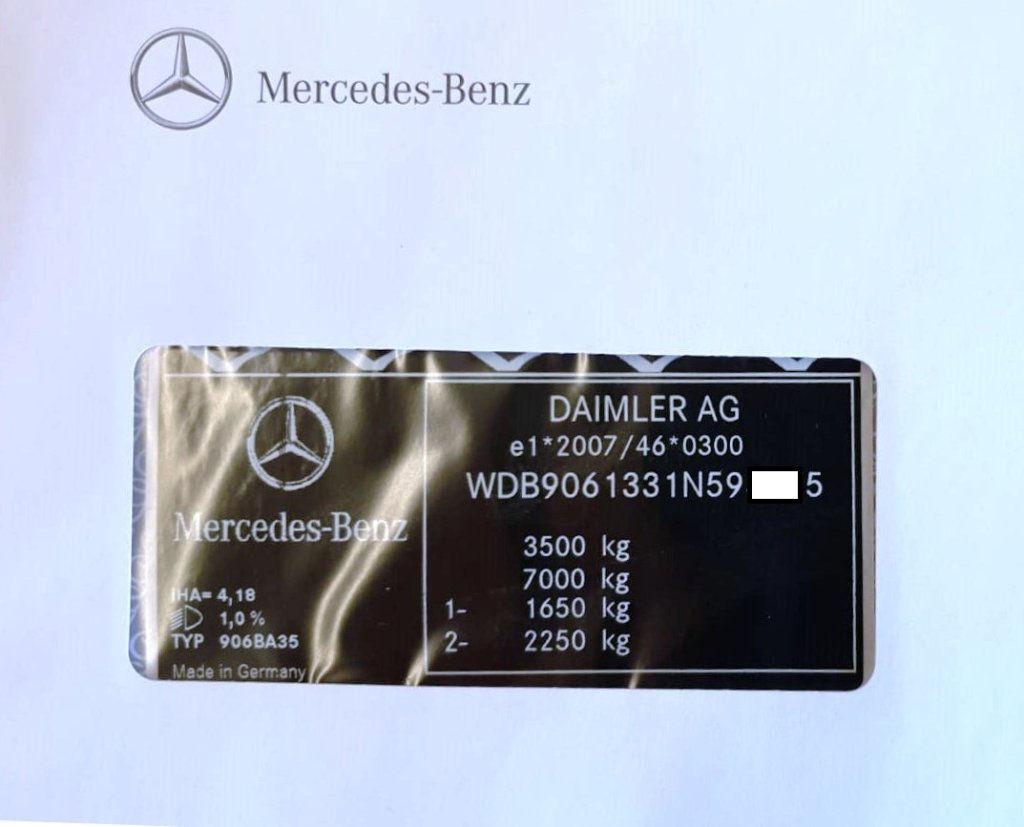 Mercedes-Benz
DAIMLER AG
e1*2007/46*0300
WDB9061331N59 5
Mercedes-Benz
3500 kg
7000 kg
1- 1650 kg
2- 2250 kg
iHA= 4,18
1,0 %
TYP 906BA35
Made in Germany